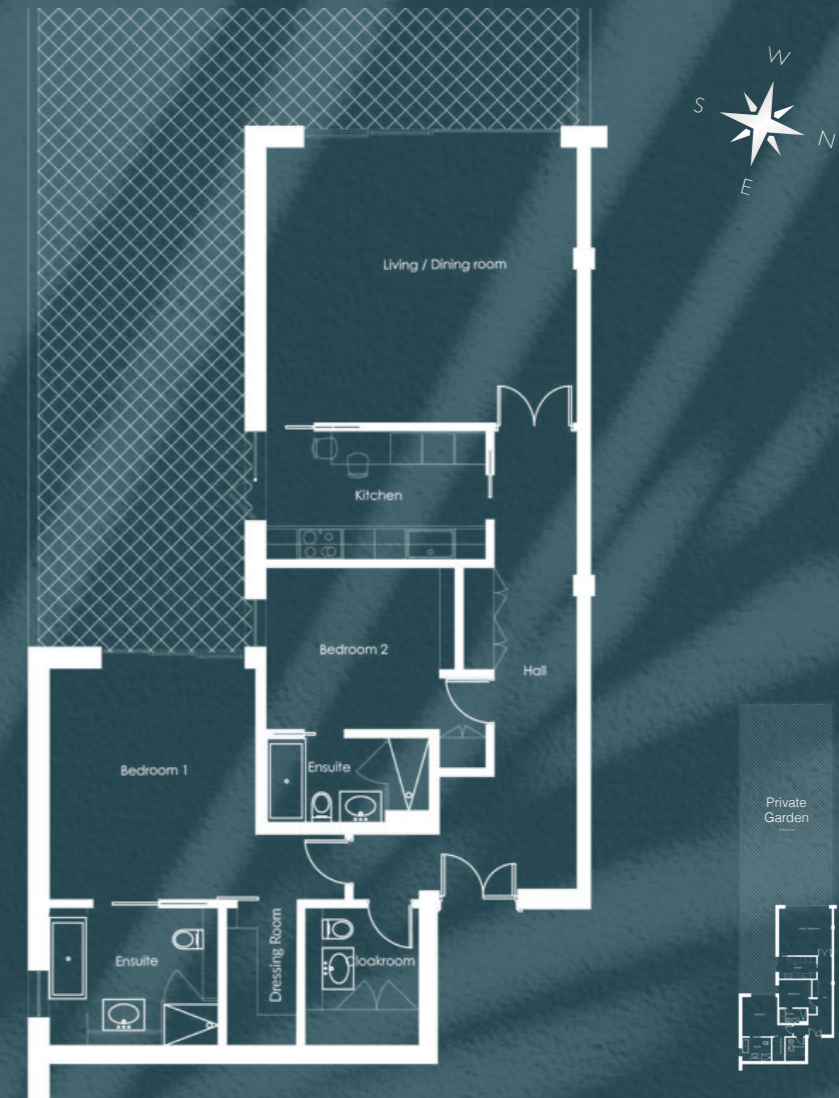 W
S
N
E
Living / Dining room
Kitchen
Bedroom 2
Hall
Bedroom 1
Ensuite
Private
Garden
Dressing Room
Ensuite
Cloakroom